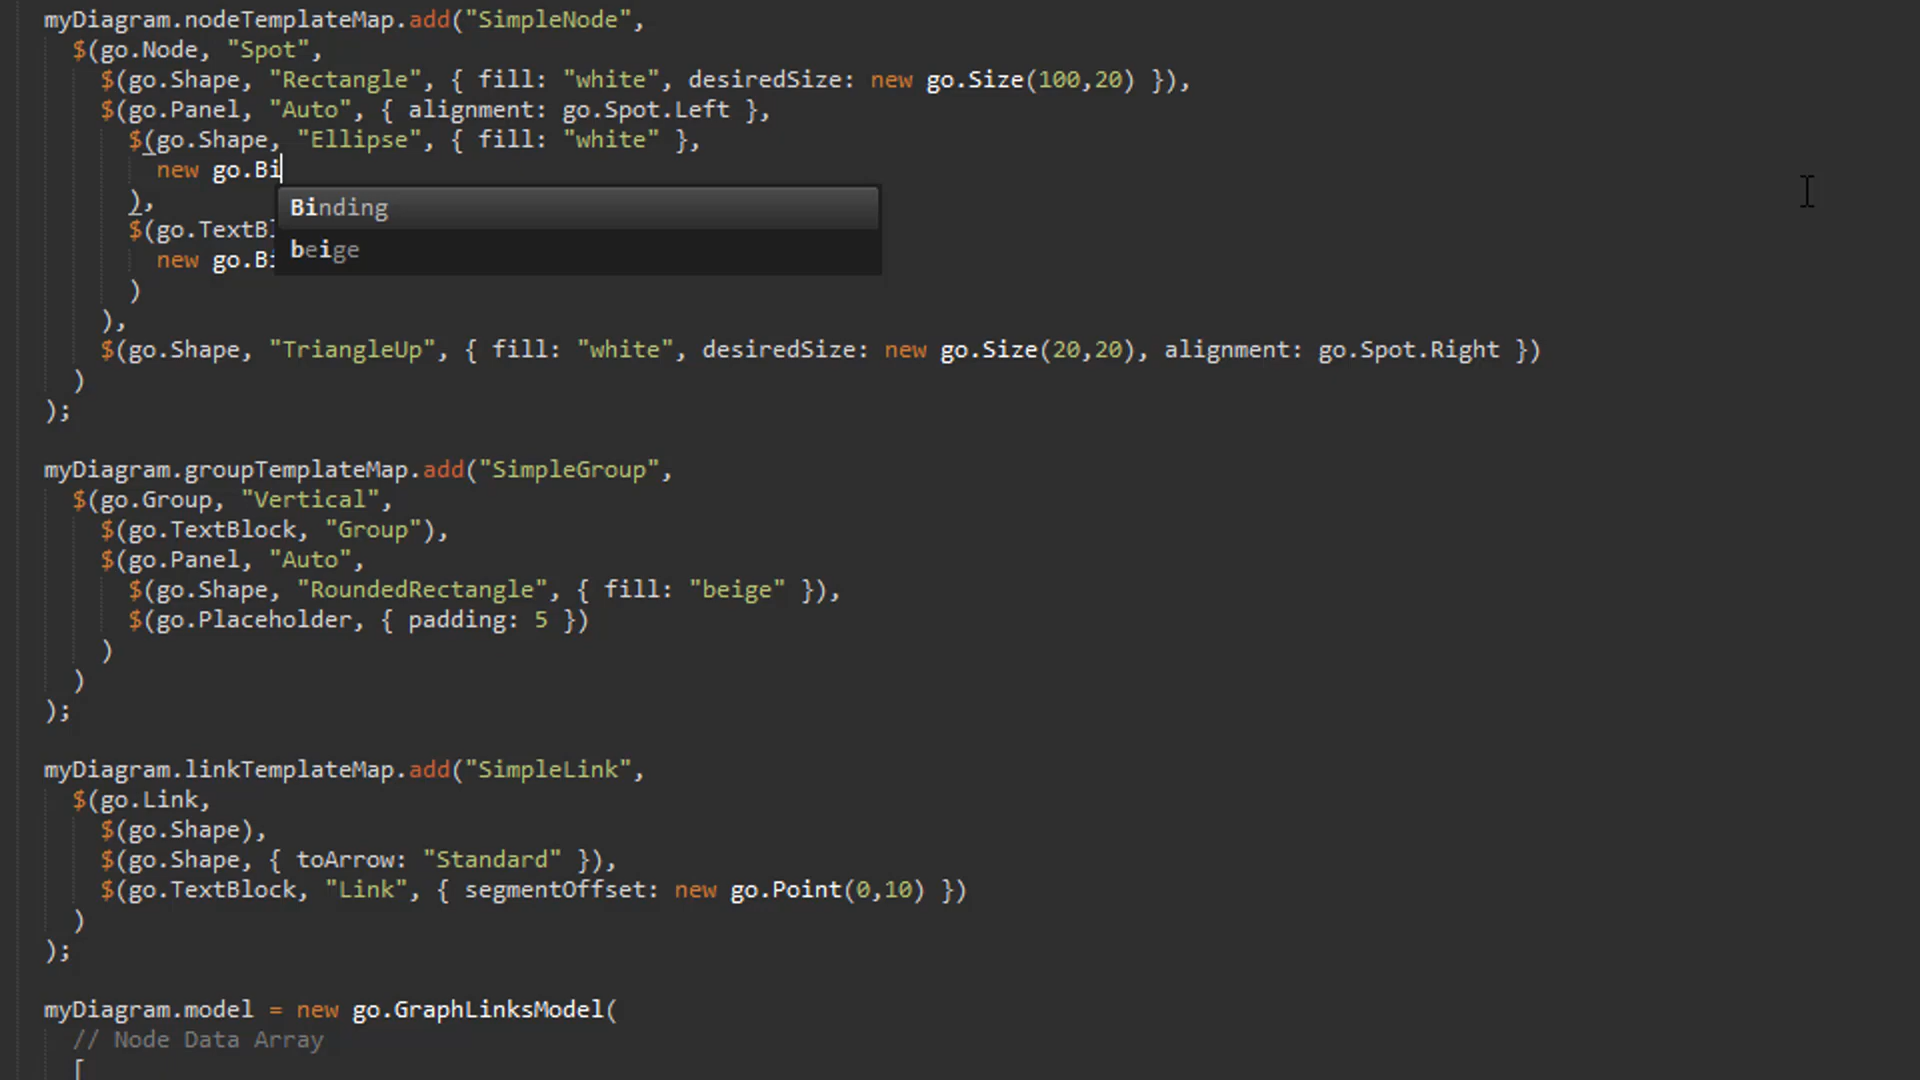 myDiagram.nodeTemplateMap.add("SimpleNode",
$(go.Node, "Spot",
$(go.Shape, "Rectangle", { fill: "white", desiredSize: new go.Size(100,20) }),
$(go.Panel, "Auto", { alignment: go.Spot.Left },
$(go.Shape, "Ellipse", { fill: "white" },
new go.Bi
Binding
beige
),
$(go.TextBl
new go.Bi
)
),
$(go.Shape, "TriangleUp", { fill: "white", desiredSize: new go.Size(20,20), alignment: go.Spot.Right })
)
);
myDiagram.groupTemplateMap.add("SimpleGroup",
$(go.Group, "Vertical",
$(go.TextBlock, "Group"),
$(go.Panel, "Auto",
$(go.Shape, "RoundedRectangle", { fill: "beige" }),
$(go.Placeholder, { padding: 5 })
)
)
);
myDiagram.linkTemplateMap.add("SimpleLink",
$(go.Link,
$(go.Shape),
$(go.Shape, { toArrow: "Standard" }),
$(go.TextBlock, "Link", { segmentOffset: new go.Point(0,10) })
)
);
myDiagram.model = new go.GraphLinksModel(
// Node Data Array
[